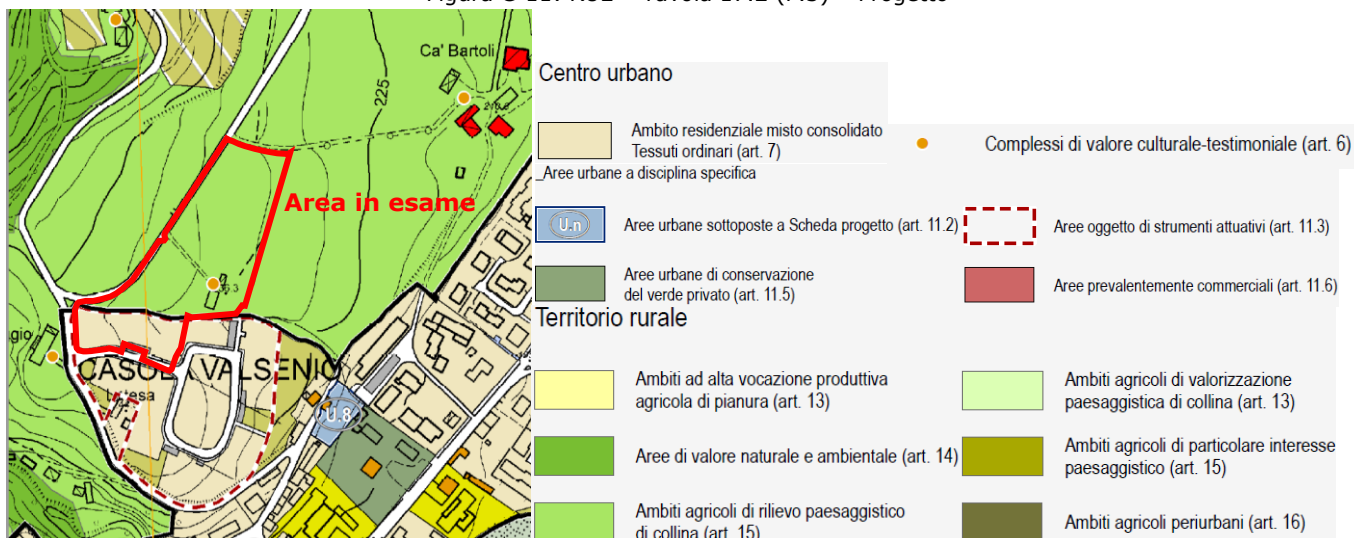 Figura Tavola Progetto
Ca' Bartoli
225
Area in esame
gio
CASOLA VALSENIO
U.8
Centro urbano
Ambito residenziale misto consolidato
Tessuti ordinari (art. 7)
Complessi di valore culturale-testimoniale (art. 6)
_Aree urbane a disciplina specifica
U.n
Aree urbane sottoposte a Scheda progetto (art. 11.2)
Aree oggetto di strumenti attuativi (art. 11.3)
Aree urbane di conservazione
del verde privato (art. 11.5)
Aree prevalentemente commerciali (art. 11.6)
Territorio rurale
Ambiti ad alta vocazione produttiva
agricola di pianura (art. 13)
Ambiti agricoli di valorizzazione
paesaggistica di collina (art. 13)
Aree di valore naturale e ambientale (art. 14)
Ambiti agricoli di particolare interesse
paesaggistico (art. 15)
Ambiti agricoli di rilievo paesaggistico
di collina (art. 15)
Ambiti agricoli periurbani (art. 16)